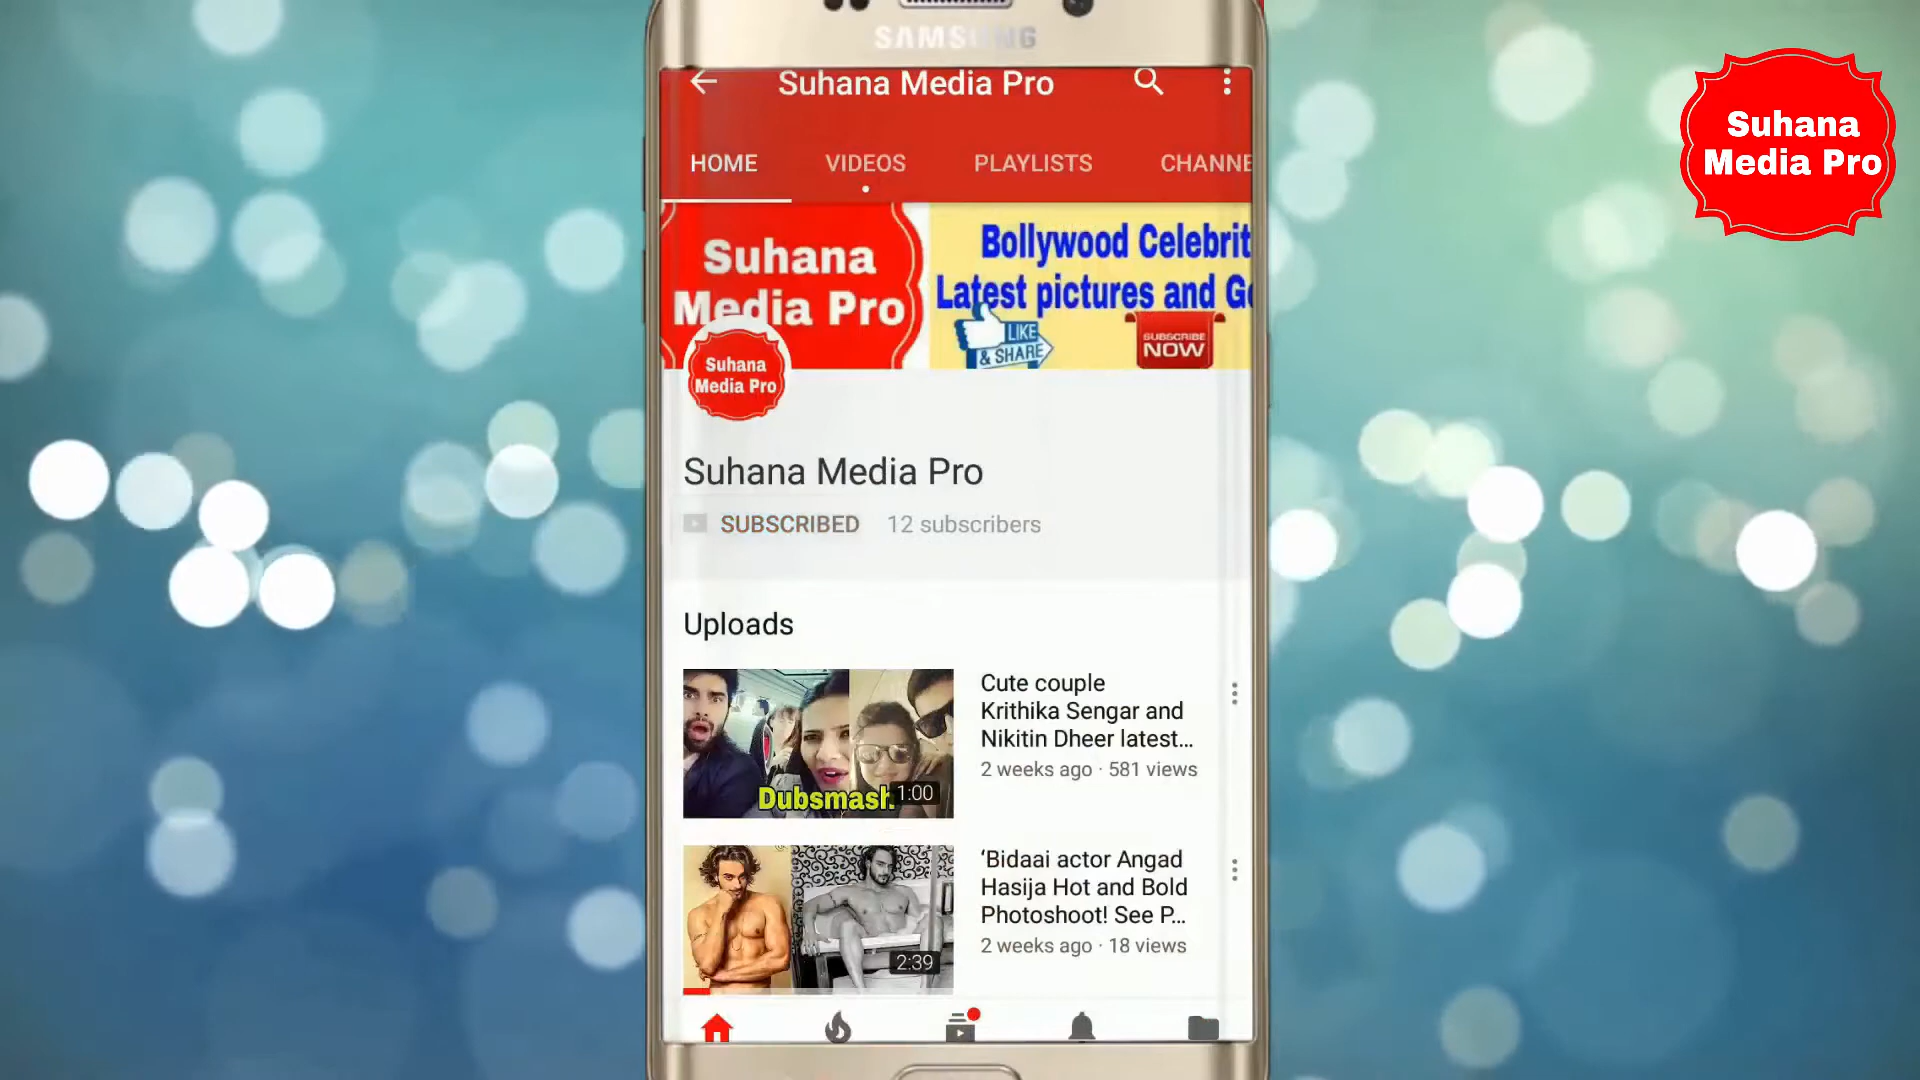 SAMSUNG
Suhana Media Pro
HOME VIDEOS PLAYLISTS CHANNE
Suhana
Media Pro
Bollywood Celebrit
Latest pictures and Ge
LIKE
& SHARE
SUBSCRIBE
NOW
Suhana
Media Pro
Suhana Media Pro
SUBSCRIBED 12 subscribers
Uploads
Cute couple
Krithika Sengar and
Nikitin Dheer latest...
2 weeks ago · 581 views
Dubsmash
1:00
‘Bidaai actor Angad
Hasija Hot and Bold
Photoshoot! See P...
2 weeks ago · 18 views
2:39
Suhana
Media Pro